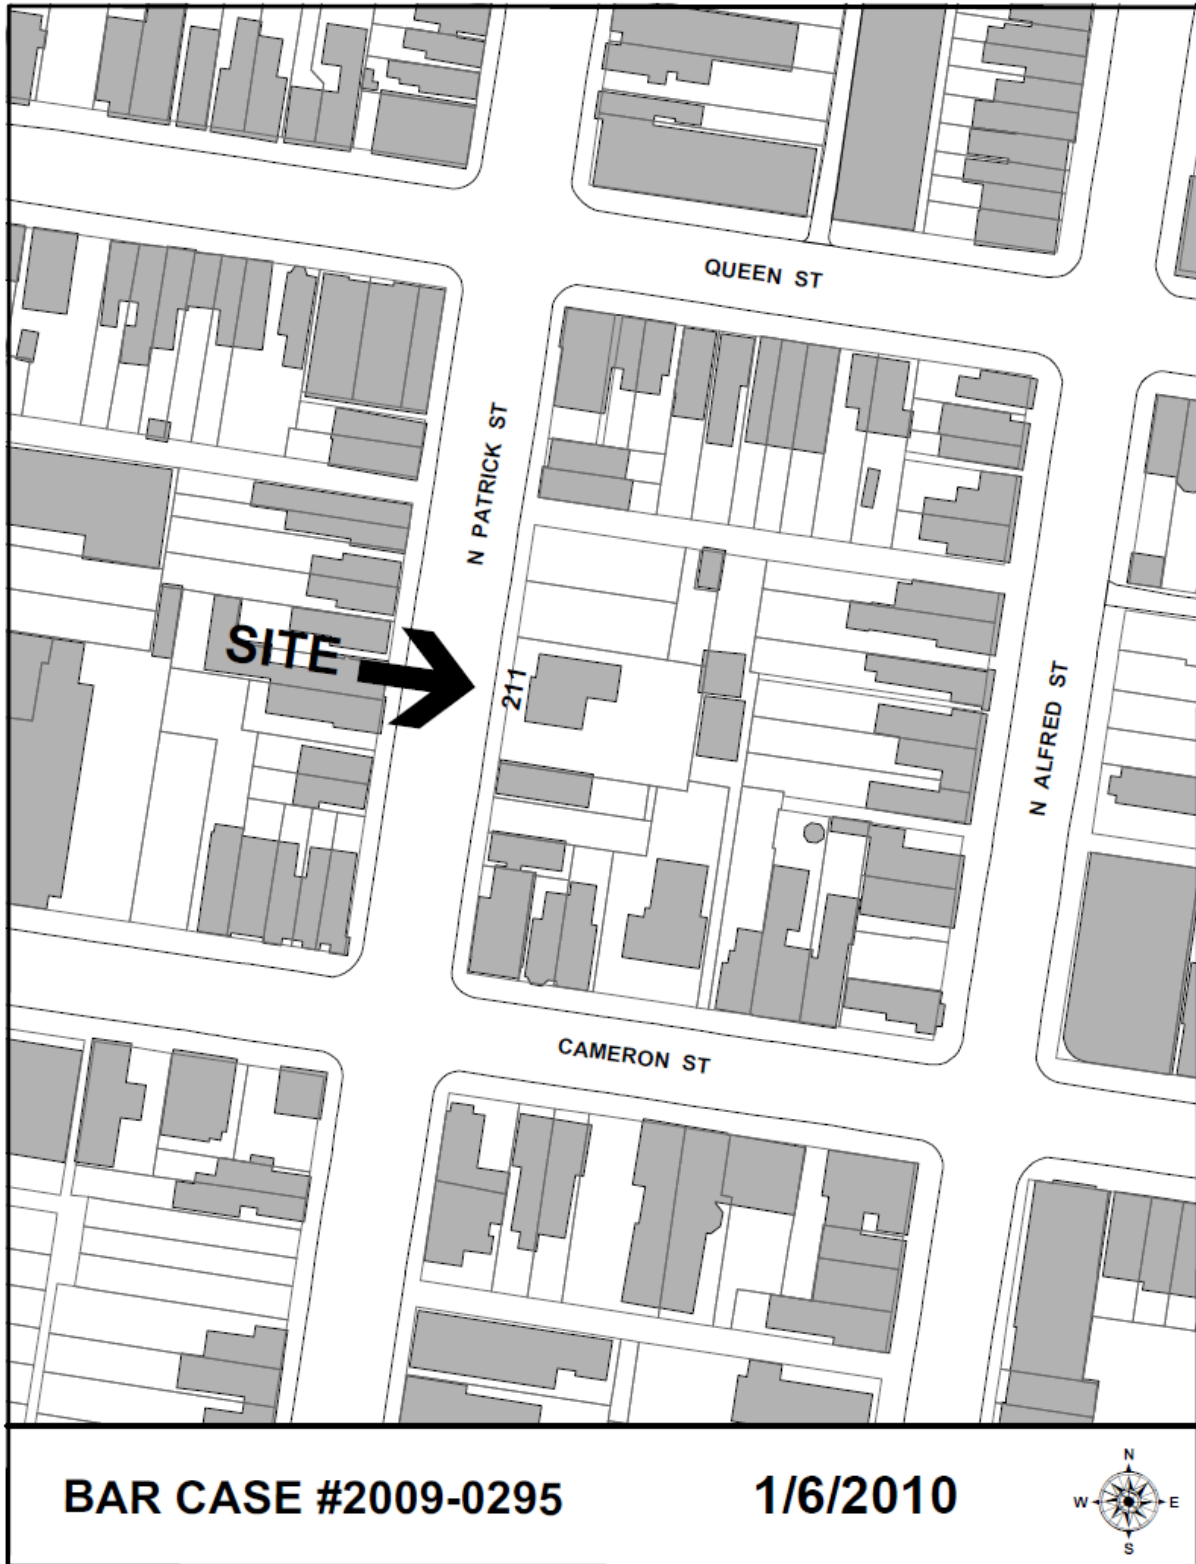 QUEEN ST
N PATRICK ST
SITE
211
N ALFRED ST
CAMERON ST
BAR CASE #2009-0295
1/6/2010
N
W E
S